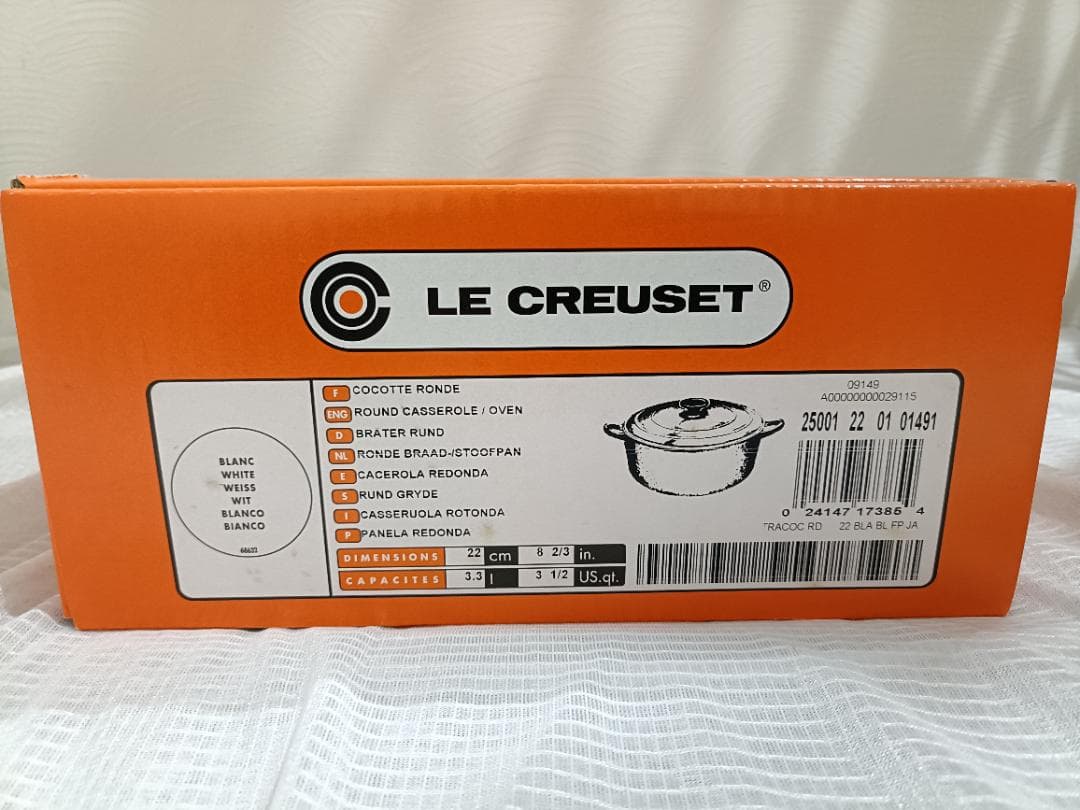 LE CREUSET®
BLANC
WHITE
WEISS
WIT
BLANCO
BIANCO
68622
F COCOTTE RONDE
ENG ROUND CASSEROLE / OVEN
D BRÄTER RUND
NL RONDE BRAAD-/STOOFPAN
E CACEROLA REDONDA
S RUND GRYDE
I CASSERUOLA ROTONDA
P PANELA REDONDA
DIMENSIONS 22 cm 8 2/3 in.
CAPACITES 3.3 l 3 1/2 US.qt.
09149
A00000000029115
25001 22 01 01491
0 24147 17385 4
TRACOC RD 22 BLA BL FP JA